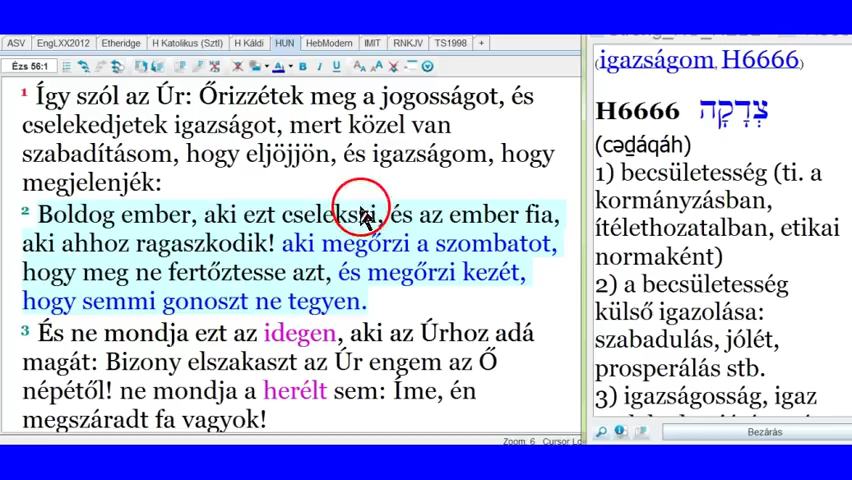 ASV EngLXX2012 Etheridge H Katolikus (Sztl) H Káldi HUN HebModern IMIT RNKJV TS1998 +
Ézs 56:1
1 Így szól az Úr: Őrizzétek meg a jogosságot, és
cselekedjetek igazságot, mert közel van
szabadításom, hogy eljöjjön, és igazságom, hogy
megjelenjék:
2 Boldog ember, aki ezt cselekszi, és az ember fia,
aki ahhoz ragaszkodik! aki megőrzi a szombatot,
hogy meg ne fertőztesse azt, és megőrzi kezét,
hogy semmi gonoszt ne tegyen.
3 És ne mondja ezt az idegen, aki az Úrhoz adá
magát: Bizony elszakaszt az Úr engem az Ő
népétől! ne mondja a herélt sem: Íme, én
megszáradt fa vagyok!
Zoom: 6 Cursor Lo
(igazságom, H6666)
H6666 צְדָקָה
(cəḏáqáh)
1) becsületesség (ti. a
kormányzásban,
ítélethozatalban, etikai
normaként)
2) a becsületesség
külső igazolása:
szabadulás, jólét,
prosperálás stb.
3) igazságosság, igaz
Bezárás